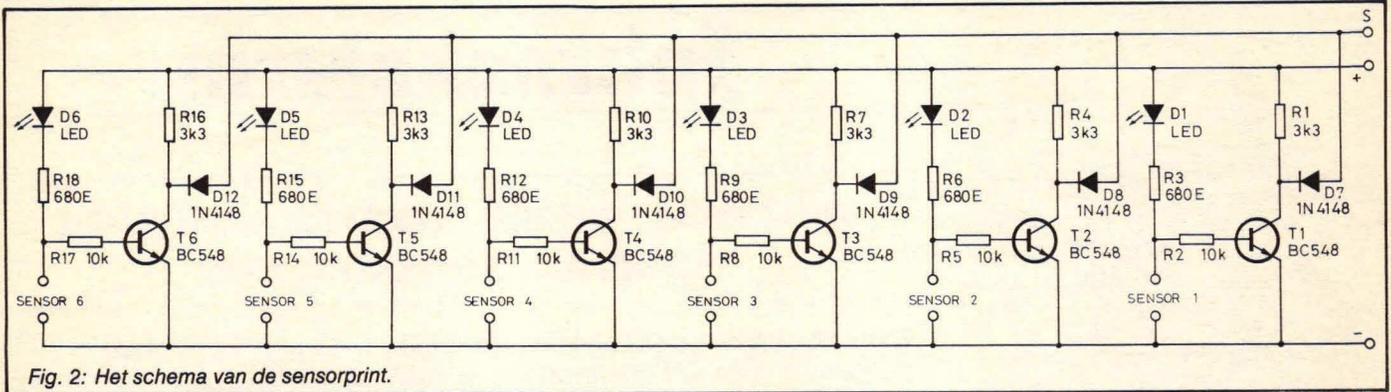 S
+
D6 LED
R16 3k3
D5 LED
R13 3k3
D4 LED
R10 3k3
D3 LED
R7 3k3
D2 LED
R4 3k3
D1 LED
R1 3k3
R18 680E
D12 1N4148
R15 680E
D11 1N4148
R12 680E
D10 1N4148
R9 680E
D9 1N4148
R6 680E
D8 1N4148
R3 680E
D7 1N4148
R17 10k
T6 BC548
R14 10k
T5 BC548
R11 10k
T4 BC548
R8 10k
T3 BC548
R5 10k
T2 BC548
R2 10k
T1 BC548
SENSOR 6
SENSOR 5
SENSOR 4
SENSOR 3
SENSOR 2
SENSOR 1
-
Fig. 2: Het schema van de sensorprint.